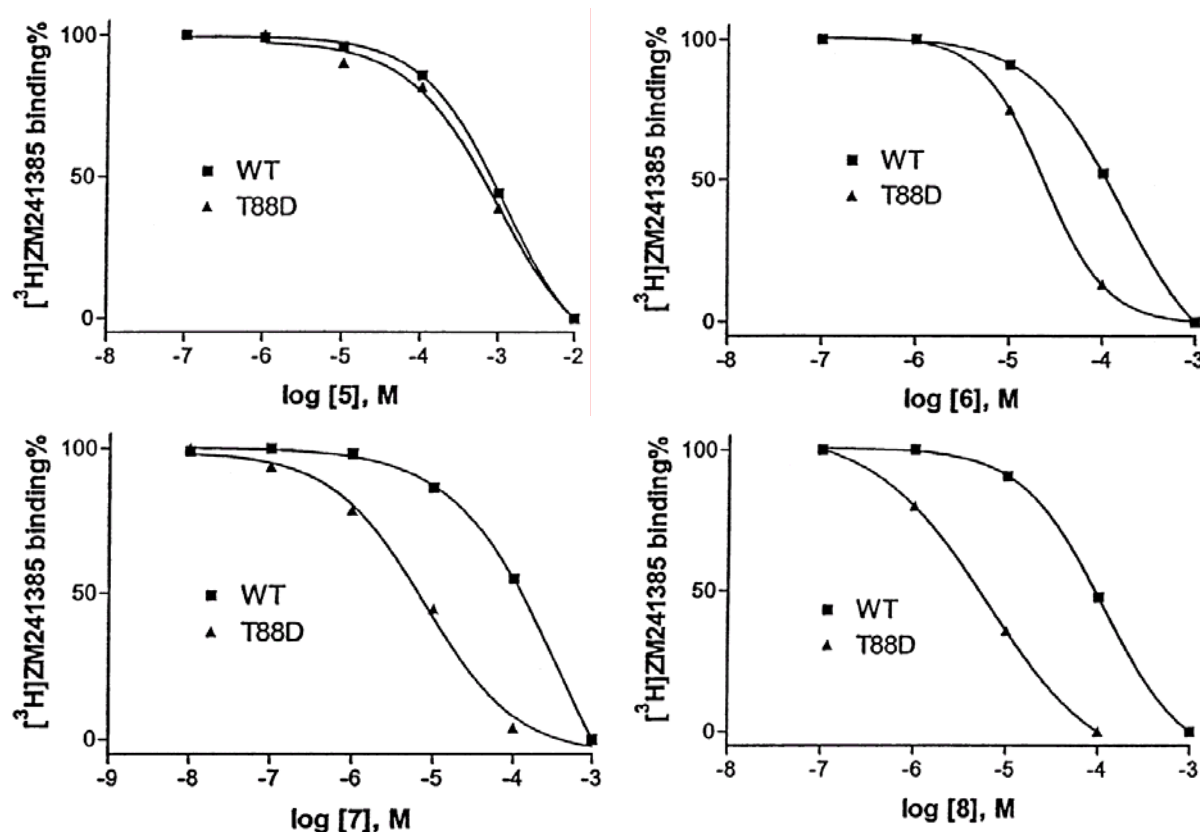 [³H]ZM241385 binding%
100
50
0
WT
T88D
-8 -7 -6 -5 -4 -3 -2
log [5], M
[³H]ZM241385 binding%
100
50
0
WT
T88D
-8 -7 -6 -5 -4 -3
log [6], M
[³H]ZM241385 binding%
100
50
0
WT
T88D
-9 -8 -7 -6 -5 -4 -3
log [7], M
[³H]ZM241385 binding%
100
50
0
WT
T88D
-8 -7 -6 -5 -4 -3
log [8], M